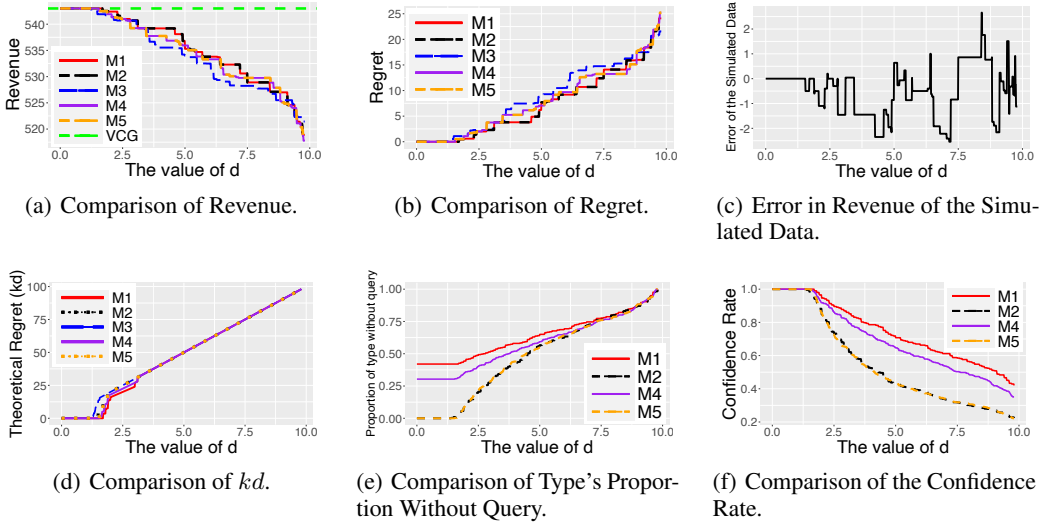 Revenue
540
535
530
525
520
M1
M2
M3
M4
M5
VCG
0.0 2.5 5.0 7.5 10.0
The value of d
(a) Comparison of Revenue.
Regret
25
20
15
10
5
0
M1
M2
M3
M4
M5
0.0 2.5 5.0 7.5 10.0
The value of d
(b) Comparison of Regret.
Error of the Simulated Data
2
1
0
-1
-2
0.0 2.5 5.0 7.5 10.0
The value of d
(c) Error in Revenue of the Simu-
lated Data.
Theoretical Regret (kd)
100
75
50
25
0
M1
M2
M3
M4
M5
0.0 2.5 5.0 7.5 10.0
The value of d
(d) Comparison of kd.
Proportion of type without query
1.00
0.75
0.50
0.25
0.00
M1
M2
M4
M5
0.0 2.5 5.0 7.5 10.0
The value of d
(e) Comparison of Type's Propor-
tion Without Query.
Confidence Rate
1.0
0.8
0.6
0.4
0.2
M1
M2
M4
M5
0.0 2.5 5.0 7.5 10.0
The value of d
(f) Comparison of the Confidence
Rate.